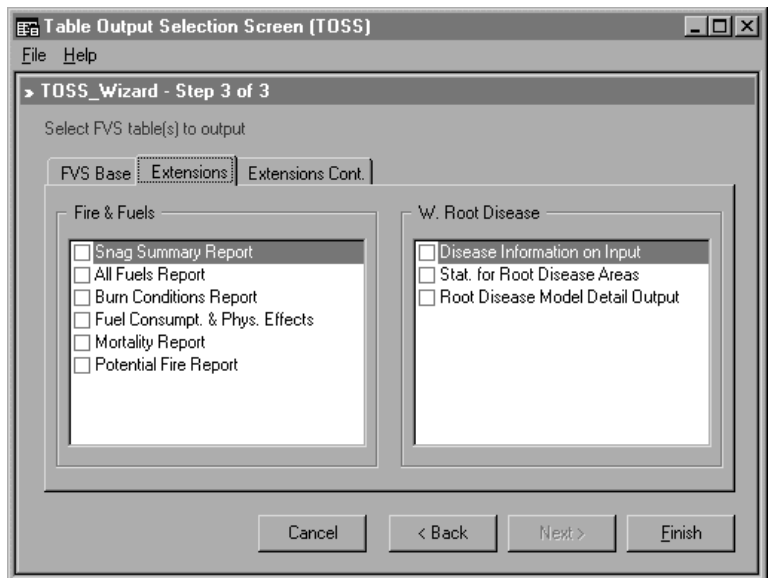 Table Output Selection Screen (TOSS)
File Help
> TOSS_Wizard - Step 3 of 3
Select FVS table(s) to output
FVS Base Extensions Extensions Cont.
Fire & Fuels
Snag Summary Report
All Fuels Report
Burn Conditions Report
Fuel Consumpt. & Phys. Effects
Mortality Report
Potential Fire Report
W. Root Disease
Disease Information on Input
Stat. for Root Disease Areas
Root Disease Model Detail Output
Cancel < Back Next > Finish